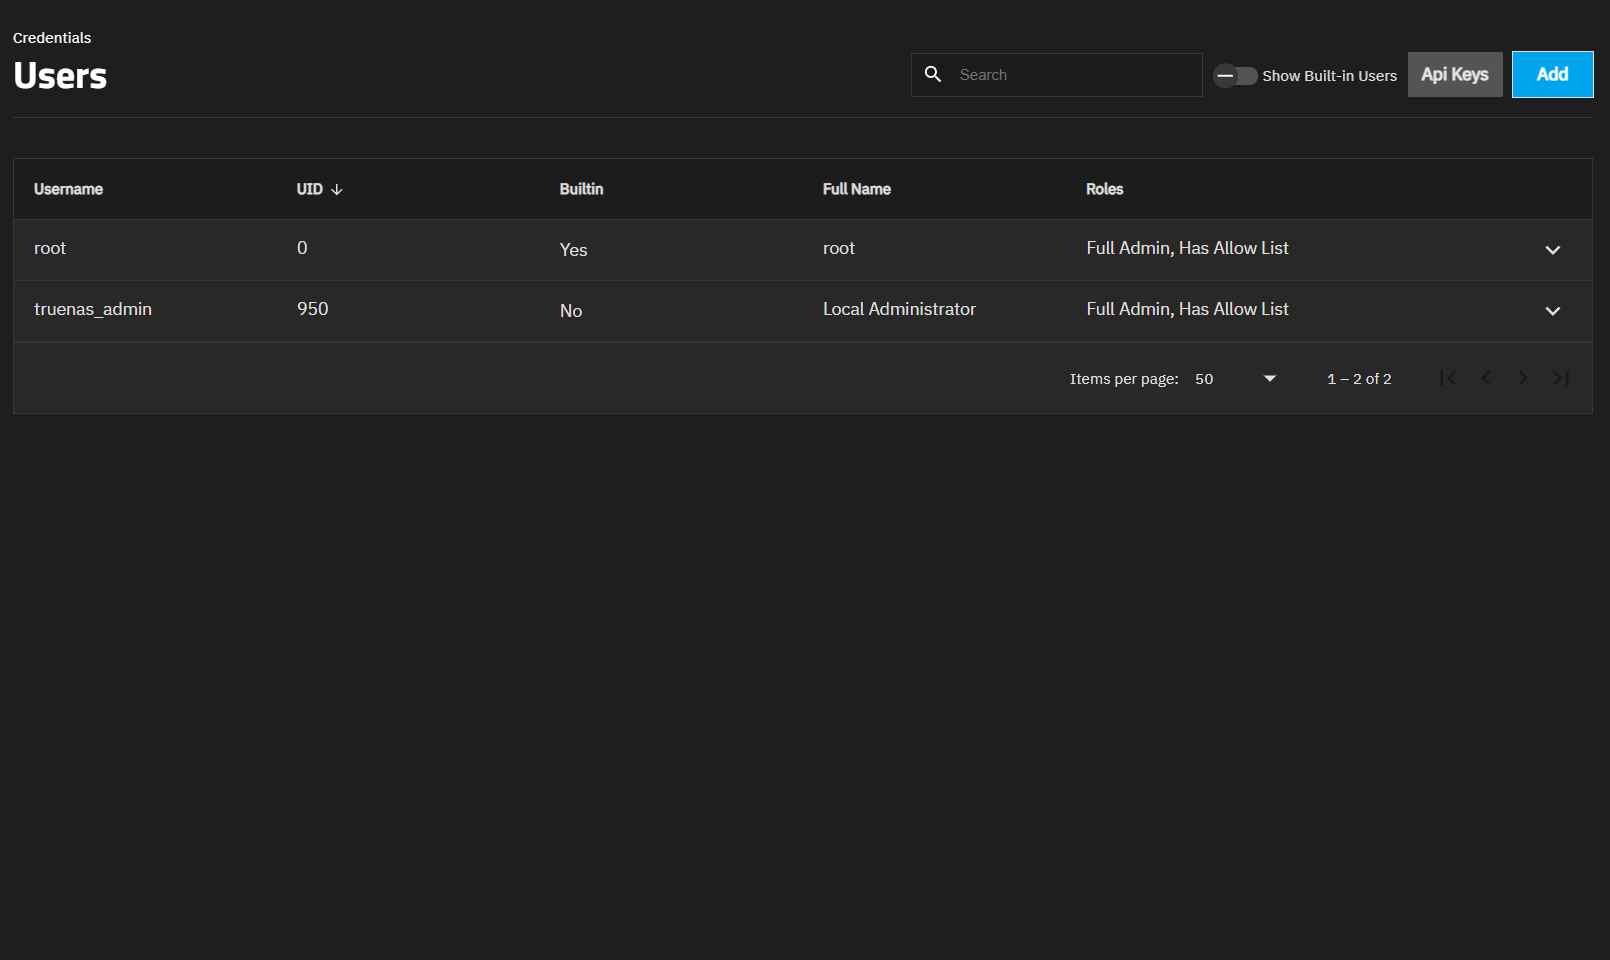 Credentials
Users
Search
Show Built-in Users
Api Keys
Add
Username UID Builtin Full Name Roles
root 0 Yes root Full Admin, Has Allow List
truenas_admin 950 No Local Administrator Full Admin, Has Allow List
Items per page: 50 1 – 2 of 2